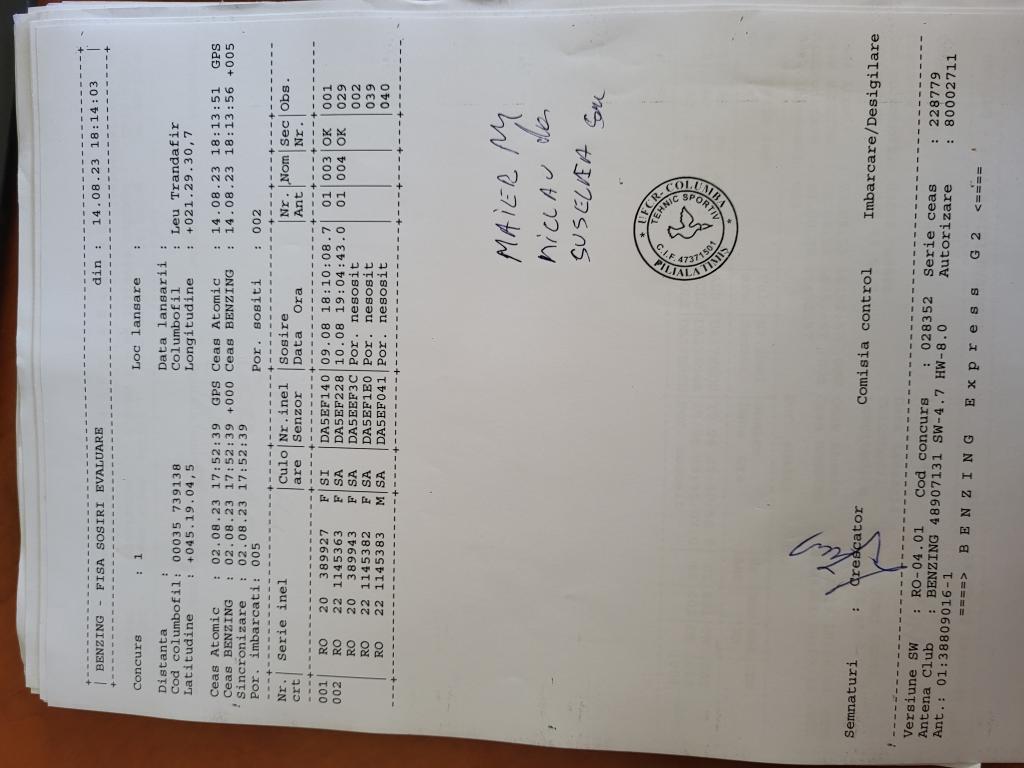 BENZING - FISA SOSIRI EVALUARE din : 14.08.23 18:14:03
Concurs : 1 Loc lansare :
Distanta : Data lansarii :
Cod columbofil: 00035 739138 Columbofil : Leu Trandafir
Latitudine : +045.19.04,5 Longitudine : +021.29.30,7
Ceas Atomic : 02.08.23 17:52:39 GPS Ceas Atomic : 14.08.23 18:13:51 GPS
Ceas BENZING : 02.08.23 17:52:39 +000 Ceas BENZING : 14.08.23 18:13:56 +005
! Sincronizare : 02.08.23 17:52:39
Por. imbarcati: 005 Por. sositi : 002
Nr.| Serie inel |Culo|Nr inel |Sosire | Nr.|Nom|Sec|Obs.
crt| |are |Senzor |Data Ora | Ant| |Nr.|
001 RO 20 389927 F SI DA5EF140 09.08 18:10:08.7 01 003 OK 001
002 RO 22 1145363 F SA DA5EF228 10.08 19:04:43.0 01 004 OK 029
RO 20 389943 F SA DA5EEF3C Por. nesosit 002
RO 22 1145382 F SA DA5EF1E0 Por. nesosit 039
RO 22 1145383 M SA DA5EF041 Por. nesosit 040
MAIER
NICLAU
SUSELEA
* UFCR- COLUMBA *
TEHNIC SPORTIV
C.I.F. 47371501
FILIALA TIMIS
Semnaturi : Crescator Comisia control Imbarcare/Desigilare
Versiune SW : RO-04.01 Cod concurs : 028352 Serie ceas : 228779
Antena Club : BENZING 48907131 SW-4.7 HW-8.0 Autorizare : 80002711
Ant.: 01:38809016-1
====> B E N Z I N G E x p r e s s G 2 <====